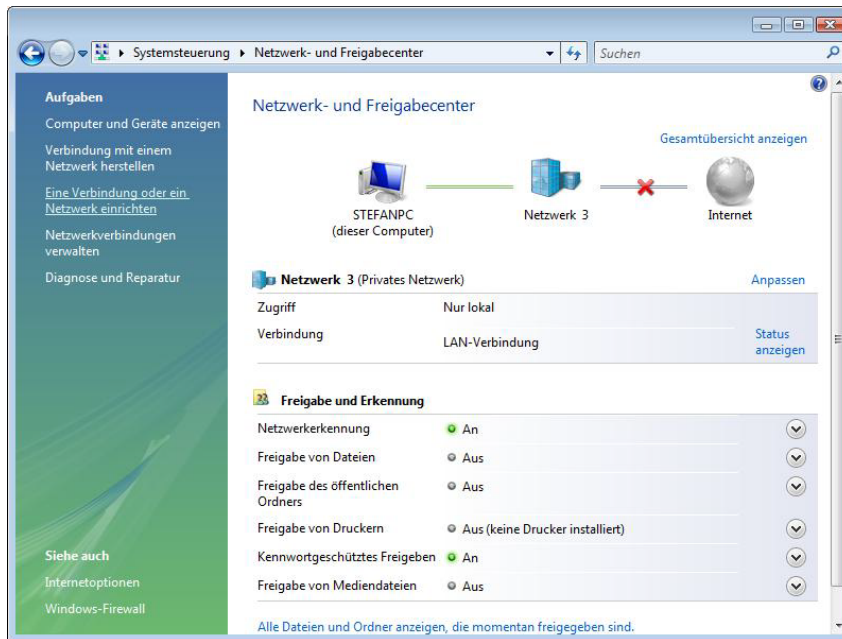 Systemsteuerung
Netzwerk- und Freigabecenter
Suchen
Aufgaben
Computer und Geräte anzeigen
Verbindung mit einem
Netzwerk herstellen
Eine Verbindung oder ein
Netzwerk einrichten
Netzwerkverbindungen
verwalten
Diagnose und Reparatur
Siehe auch
Internetoptionen
Windows-Firewall
Netzwerk- und Freigabecenter
Gesamtübersicht anzeigen
STEFANPC
(dieser Computer)
Netzwerk 3
Internet
Netzwerk 3 (Privates Netzwerk)
Anpassen
Zugriff
Nur lokal
Verbindung
LAN-Verbindung
Status
anzeigen
Freigabe und Erkennung
Netzwerkerkennung
An
Freigabe von Dateien
Aus
Freigabe des öffentlichen
Ordners
Aus
Freigabe von Druckern
Aus (keine Drucker installiert)
Kennwortgeschütztes Freigeben
An
Freigabe von Mediendateien
Aus
Alle Dateien und Ordner anzeigen, die momentan freigegeben sind.